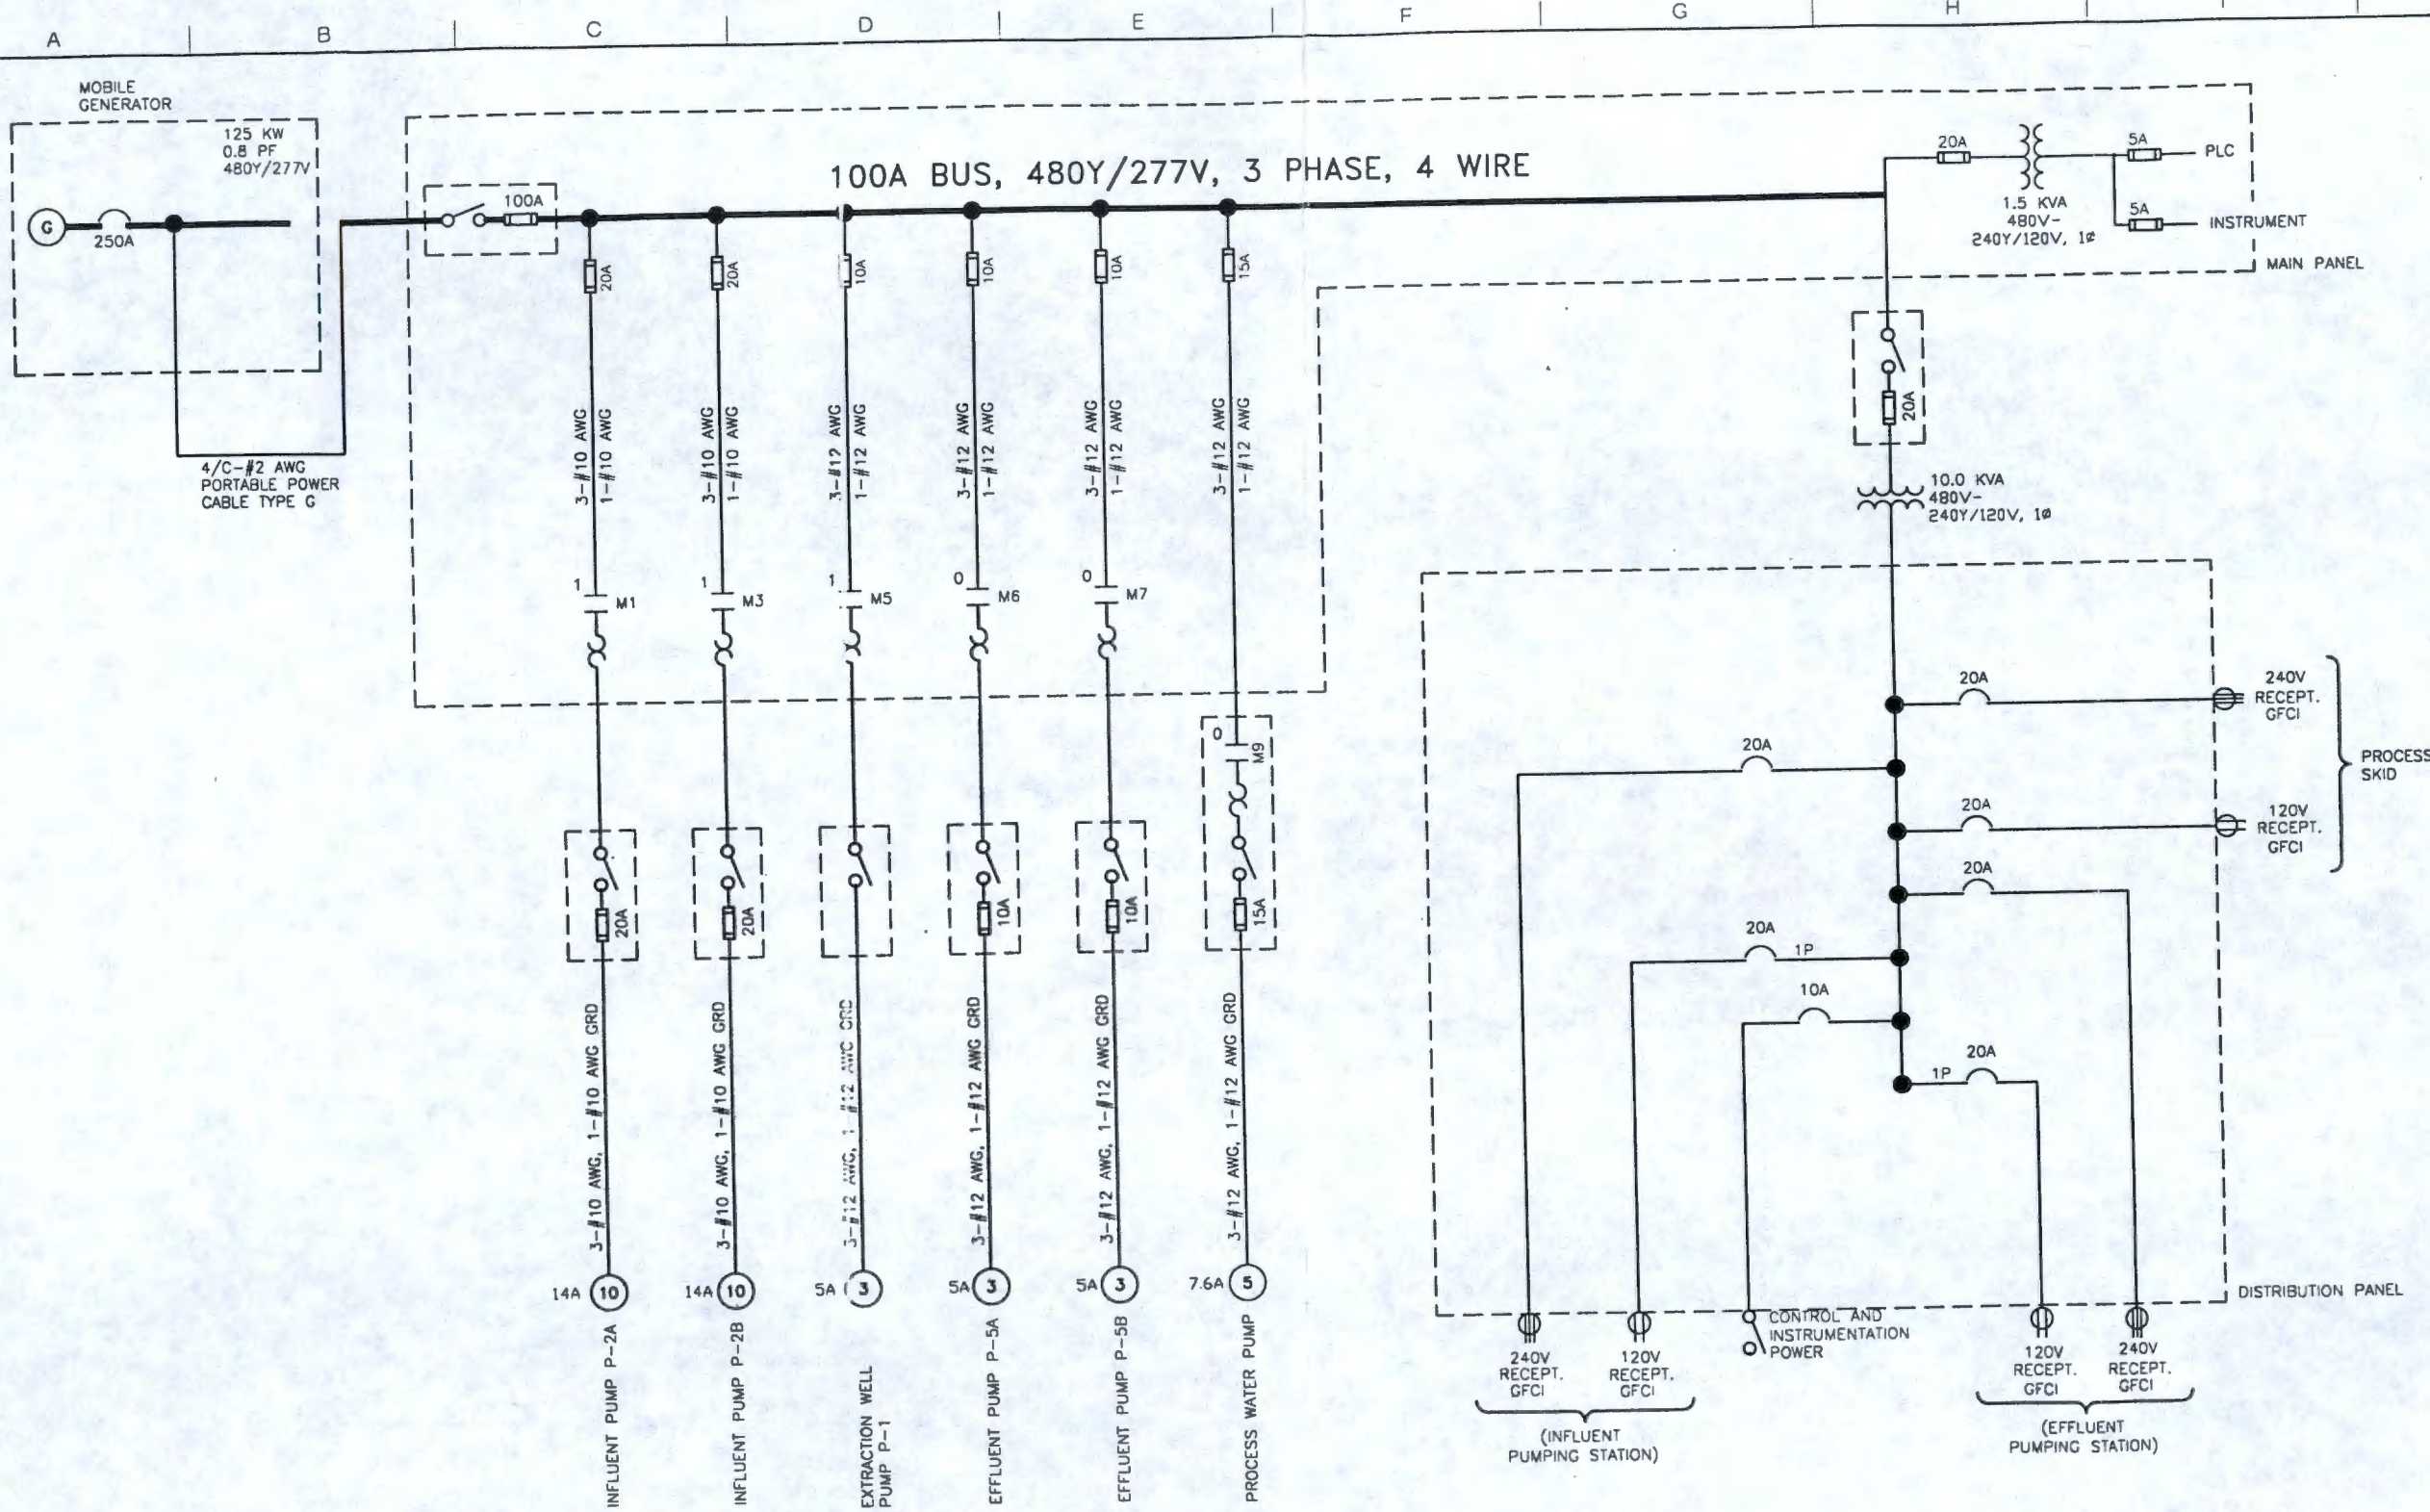 A B C D E F G H
MOBILE
GENERATOR
125 KW
0.8 PF
480Y/277V
G
250A
4/C-#2 AWG
PORTABLE POWER
CABLE TYPE G
100A
100A BUS, 480Y/277V, 3 PHASE, 4 WIRE
20A
20A
10A
10A
10A
15A
3-#10 AWG
1-#10 AWG
3-#10 AWG
1-#10 AWG
3-#12 AWG
1-#12 AWG
3-#12 AWG
1-#12 AWG
3-#12 AWG
1-#12 AWG
3-#12 AWG
1-#12 AWG
1 M1
1 M3
1 M5
0 M6
0 M7
0 M9
20A
20A
10A
10A
15A
3-#10 AWG, 1-#10 AWG GRD
3-#10 AWG, 1-#10 AWG GRD
3-#12 AWG, 1-#12 AWG GRD
3-#12 AWG, 1-#12 AWG GRD
3-#12 AWG, 1-#12 AWG GRD
3-#12 AWG, 1-#12 AWG GRD
14A 10
14A 10
5A 3
5A 3
5A 3
7.6A 5
INFLUENT PUMP P-2A
INFLUENT PUMP P-2B
EXTRACTION WELL
PUMP P-1
EFFLUENT PUMP P-5A
EFFLUENT PUMP P-5B
PROCESS WATER PUMP
20A
1.5 KVA
480V-
240Y/120V, 1ø
5A
PLC
5A
INSTRUMENT
MAIN PANEL
20A
10.0 KVA
480V-
240Y/120V, 1ø
20A
240V
RECEPT.
GFCI
20A
20A
120V
RECEPT.
GFCI
PROCESS
SKID
20A
20A
1P
10A
20A
1P
DISTRIBUTION PANEL
240V
RECEPT.
GFCI
120V
RECEPT.
GFCI
(INFLUENT
PUMPING STATION)
CONTROL AND
INSTRUMENTATION
POWER
120V
RECEPT.
GFCI
240V
RECEPT.
GFCI
(EFFLUENT
PUMPING STATION)